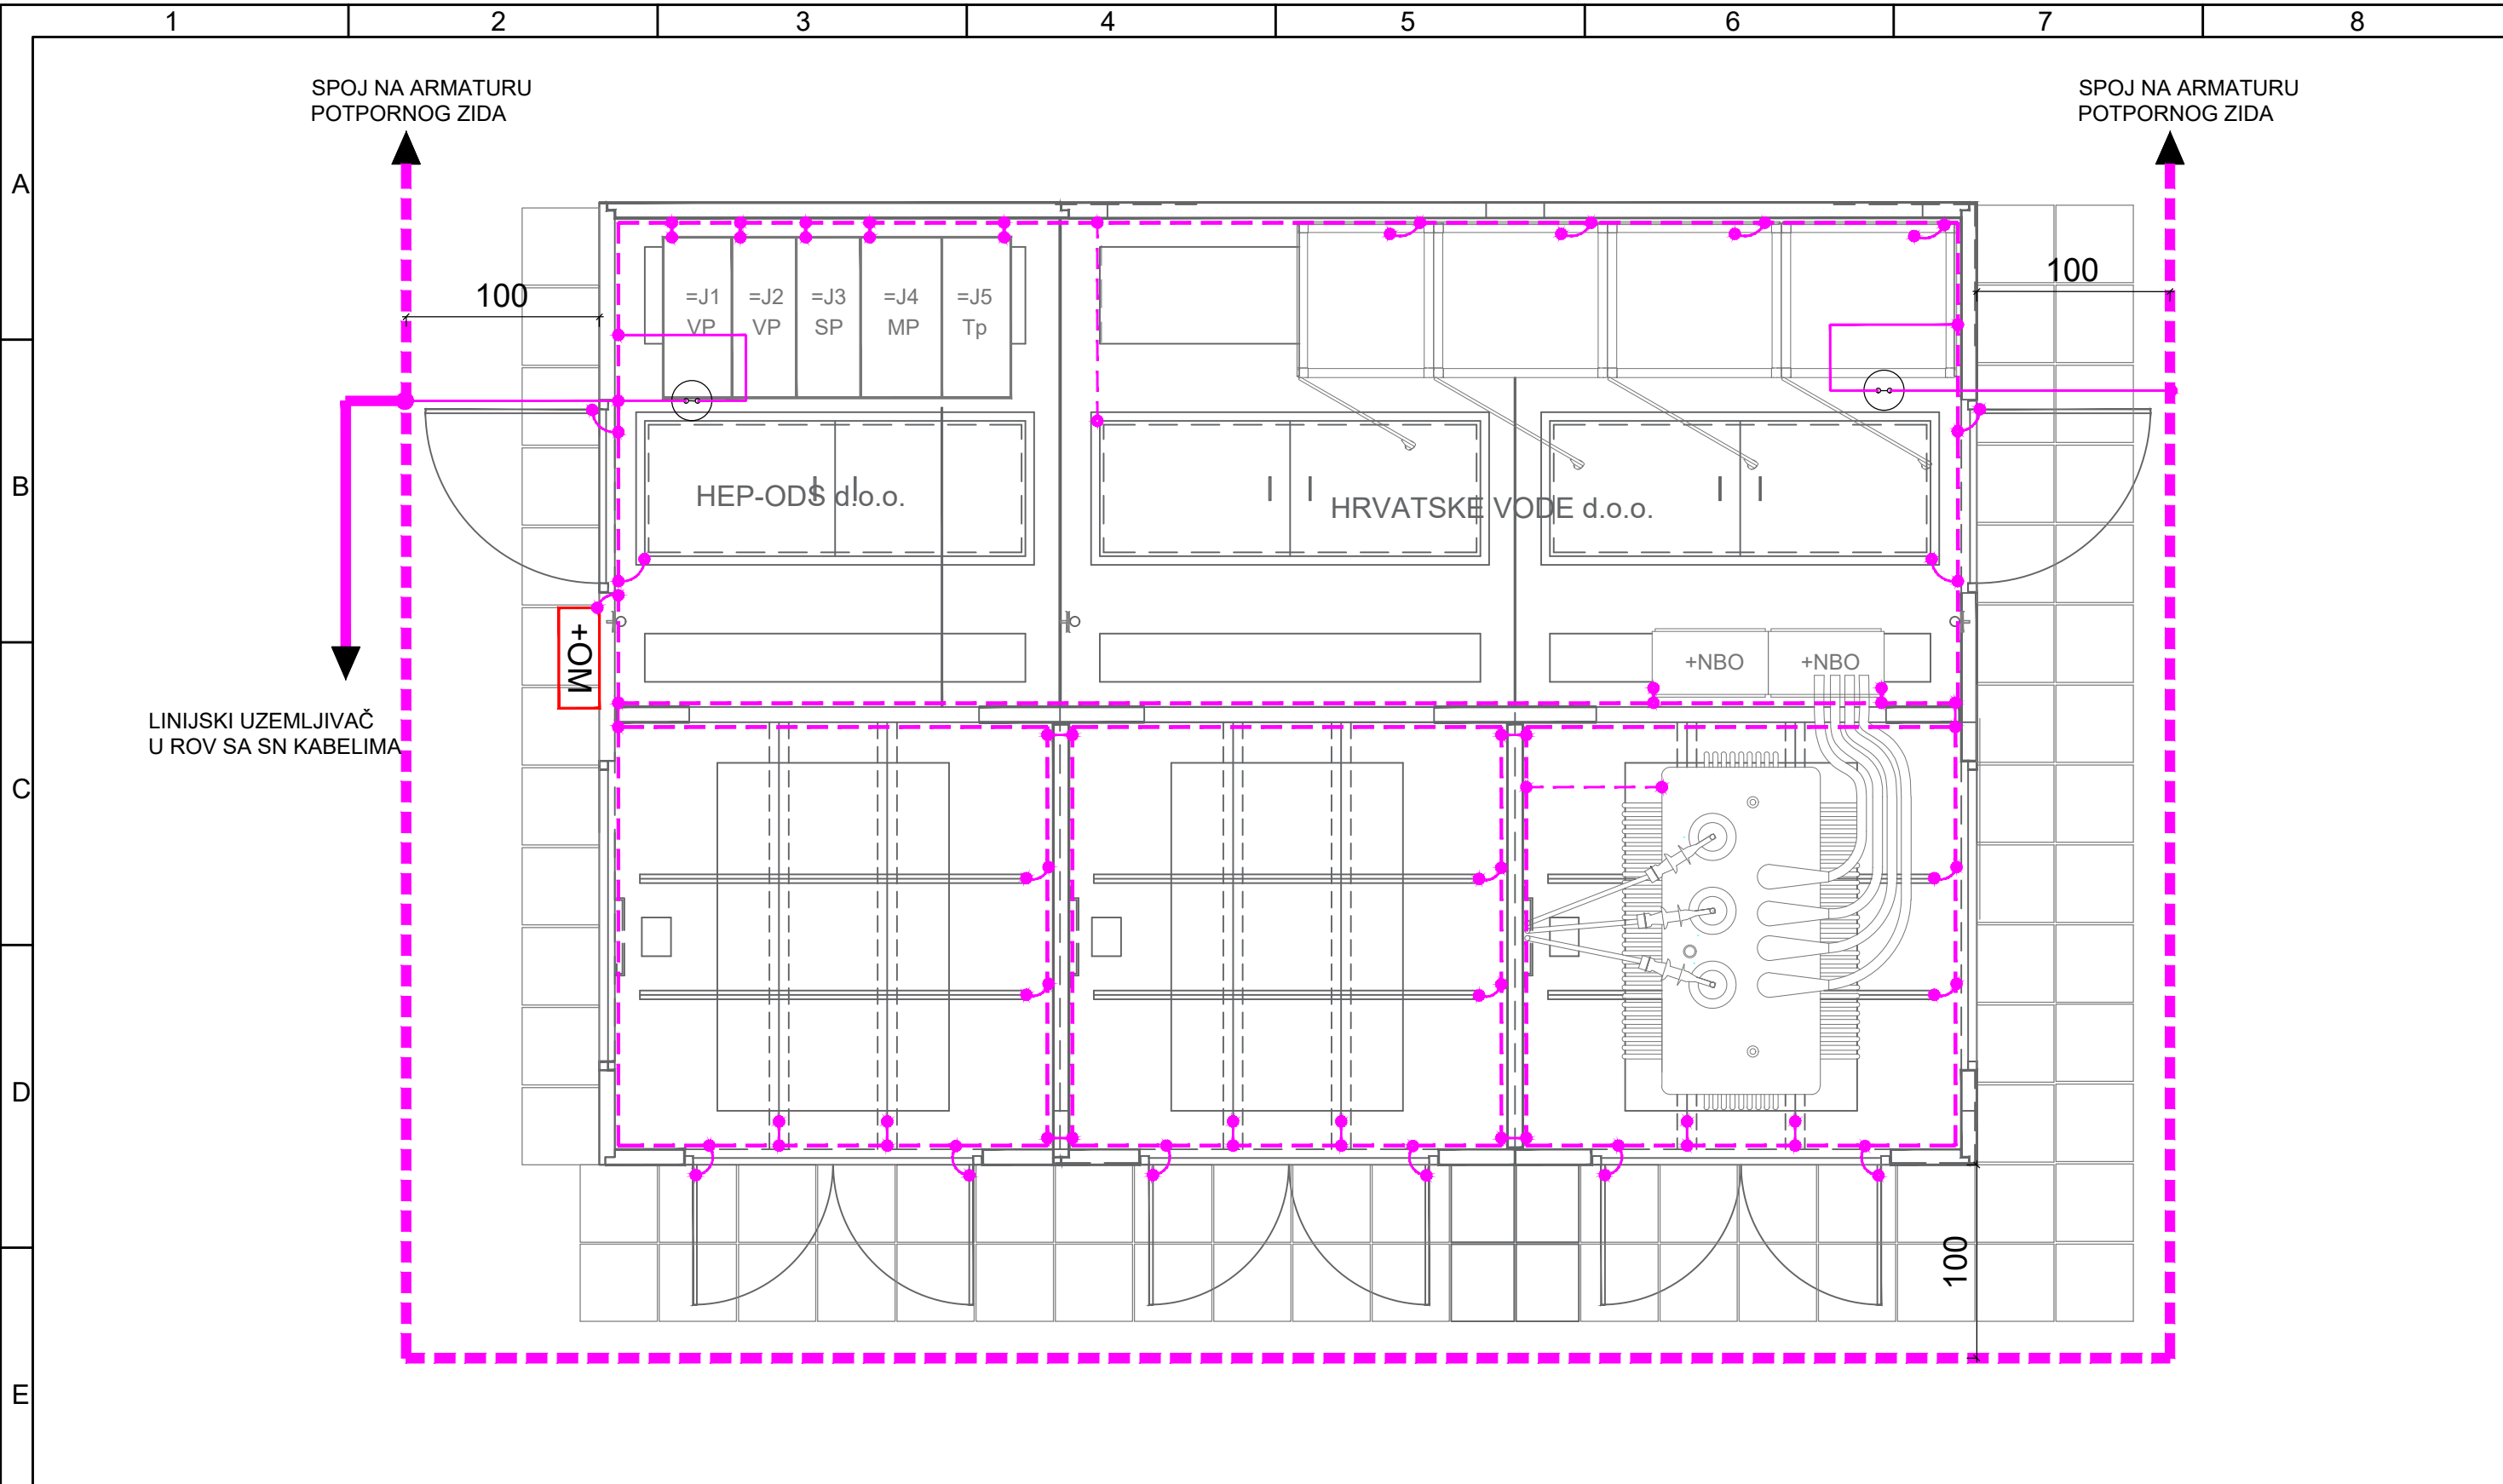 1
2
3
4
5
6
7
8
SPOJ NA ARMATURU
POTPORNOG ZIDA
SPOJ NA ARMATURU
POTPORNOG ZIDA
A
100
100
=J1
VP
=J2
VP
=J3
SP
=J4
MP
=J5
Tp
B
HEP-ODS d.o.o.
HRVATSKE VODE d.o.o.
+OM
+NBO
+NBO
LINIJSKI UZEMLJIVAČ
U ROV SA SN KABELIMA
C
D
100
E